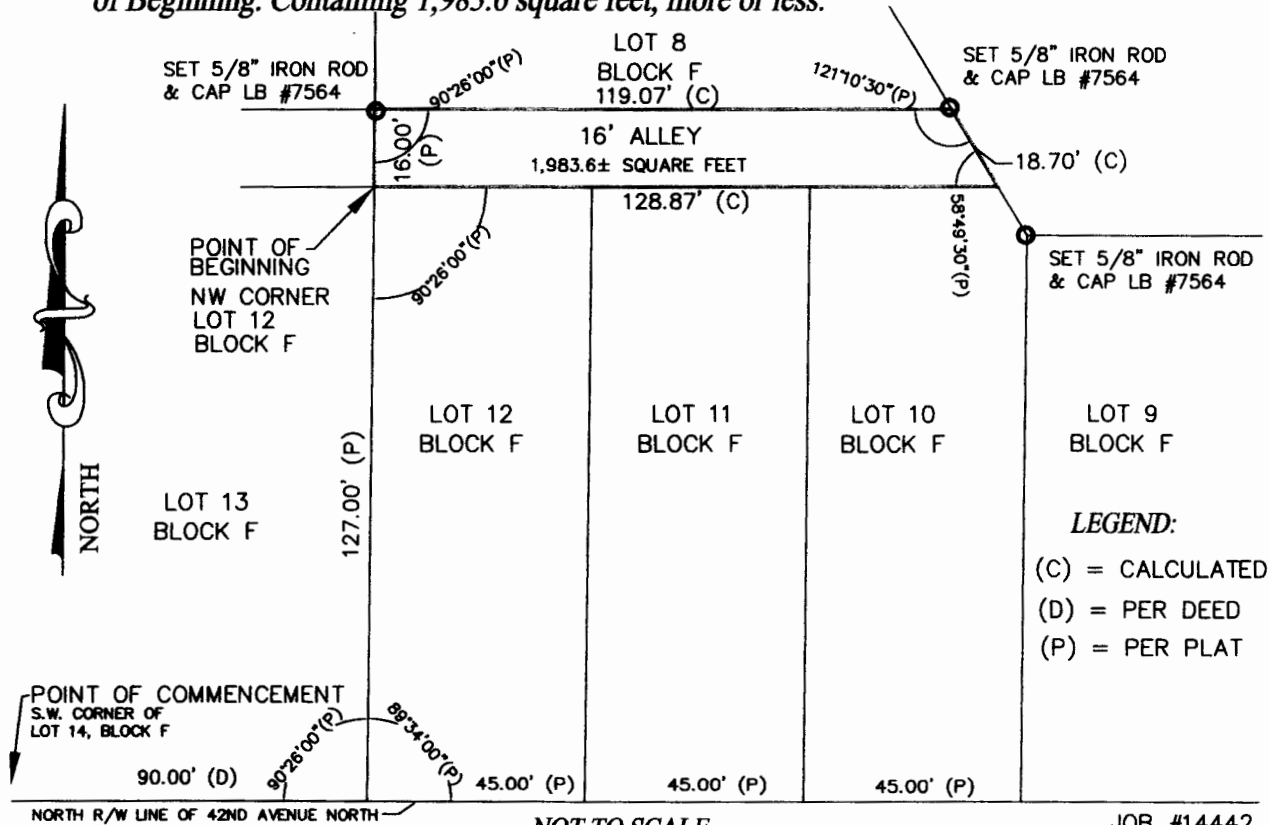 of Beginning. Containing 1,983.6 square feet, more or less.
LOT 8
BLOCK F
119.07' (C)
SET 5/8" IRON ROD
& CAP LB #7564
90°26'00"(P)
121°10'30"(P)
SET 5/8" IRON ROD
& CAP LB #7564
16.00'
(P)
16' ALLEY
1,983.6± SQUARE FEET
18.70' (C)
128.87' (C)
POINT OF
BEGINNING
NW CORNER
LOT 12
BLOCK F
90°26'00"(P)
58°49'30"(P)
SET 5/8" IRON ROD
& CAP LB #7564
NORTH
LOT 13
BLOCK F
127.00' (P)
LOT 12
BLOCK F
LOT 11
BLOCK F
LOT 10
BLOCK F
LOT 9
BLOCK F
LEGEND:
(C) = CALCULATED
(D) = PER DEED
(P) = PER PLAT
POINT OF COMMENCEMENT
S.W. CORNER OF
LOT 14, BLOCK F
90.00' (D)
90°26'00"(P)
89°34'00"(P)
45.00' (P)
45.00' (P)
45.00' (P)
NORTH R/W LINE OF 42ND AVENUE NORTH
NOT TO SCALE
JOB #14442